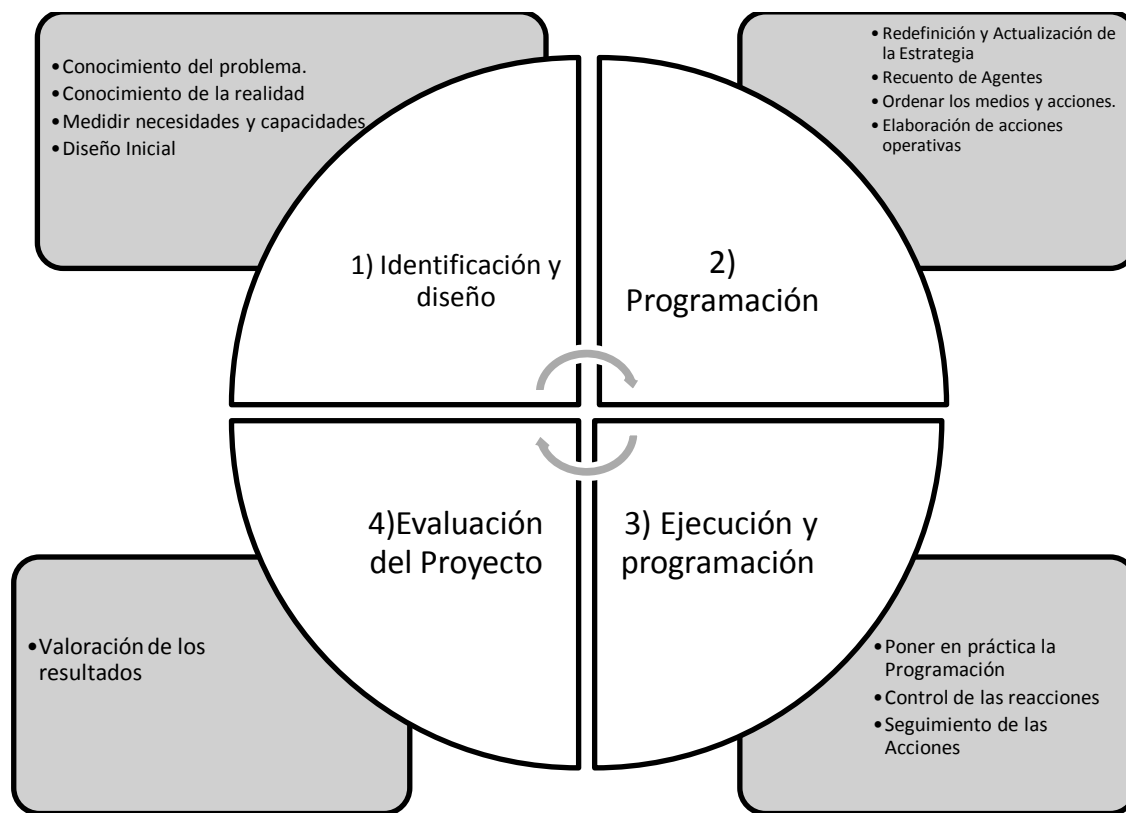 •Conocimiento del problema.
•Conocimiento de la realidad
•Medidir necesidades y capacidades
•Diseño Inicial
•Redefinición y Actualización de
la Estrategia
•Recuento de Agentes
•Ordenar los medios y acciones.
•Elaboración de acciones
operativas
1) Identificación y
diseño
2)
Programación
4)Evaluación
del Proyecto
3) Ejecución y
programación
•Valoración de los
resultados
•Poner en práctica la
Programación
•Control de las reacciones
•Seguimiento de las
Acciones